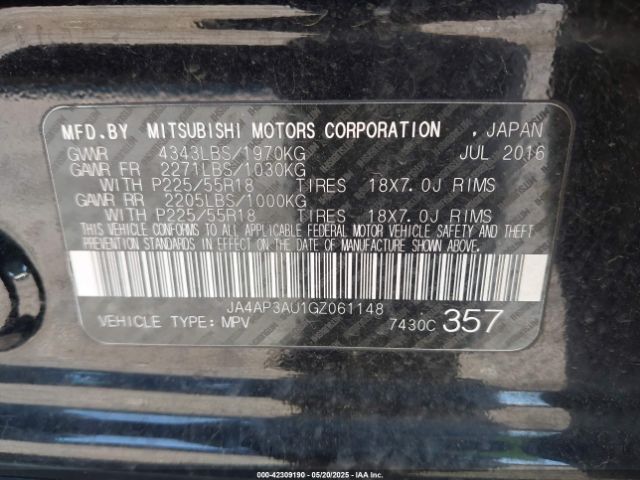 MFD.BY MITSUBISHI MOTORS CORPORATION , JAPAN
GVWR 4343LBS/1970KG JUL 2016
GAWR FR 2271LBS/1030KG
WITH P225/55R18 TIRES 18X7.0J RIMS
GAWR RR 2205LBS/1000KG
WITH P225/55R18 TIRES 18X7.0J RIMS
THIS VEHICLE CONFORMS TO ALL APPLICABLE FEDERAL MOTOR VEHICLE SAFETY AND THEFT
PREVENTION STANDARDS IN EFFECT ON THE DATE OF MANUFACTURE SHOWN ABOVE.
JA4AP3AU1GZ061148
VEHICLE TYPE: MPV 7430C 357
000-42309190 - 05/20/2025 - IAAI.COM